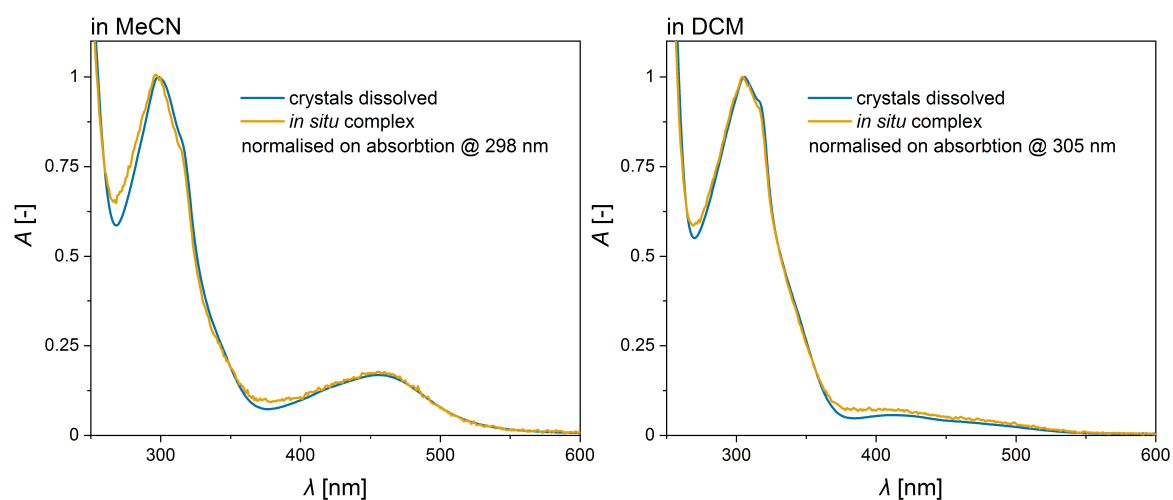 in MeCN
1
0.75
0.5
0.25
0
A [-]
crystals dissolved
in situ complex
normalised on absorbtion @ 298 nm
300
400
500
600
λ [nm]
in DCM
1
0.75
0.5
0.25
0
A [-]
crystals dissolved
in situ complex
normalised on absorbtion @ 305 nm
300
400
500
600
λ [nm]